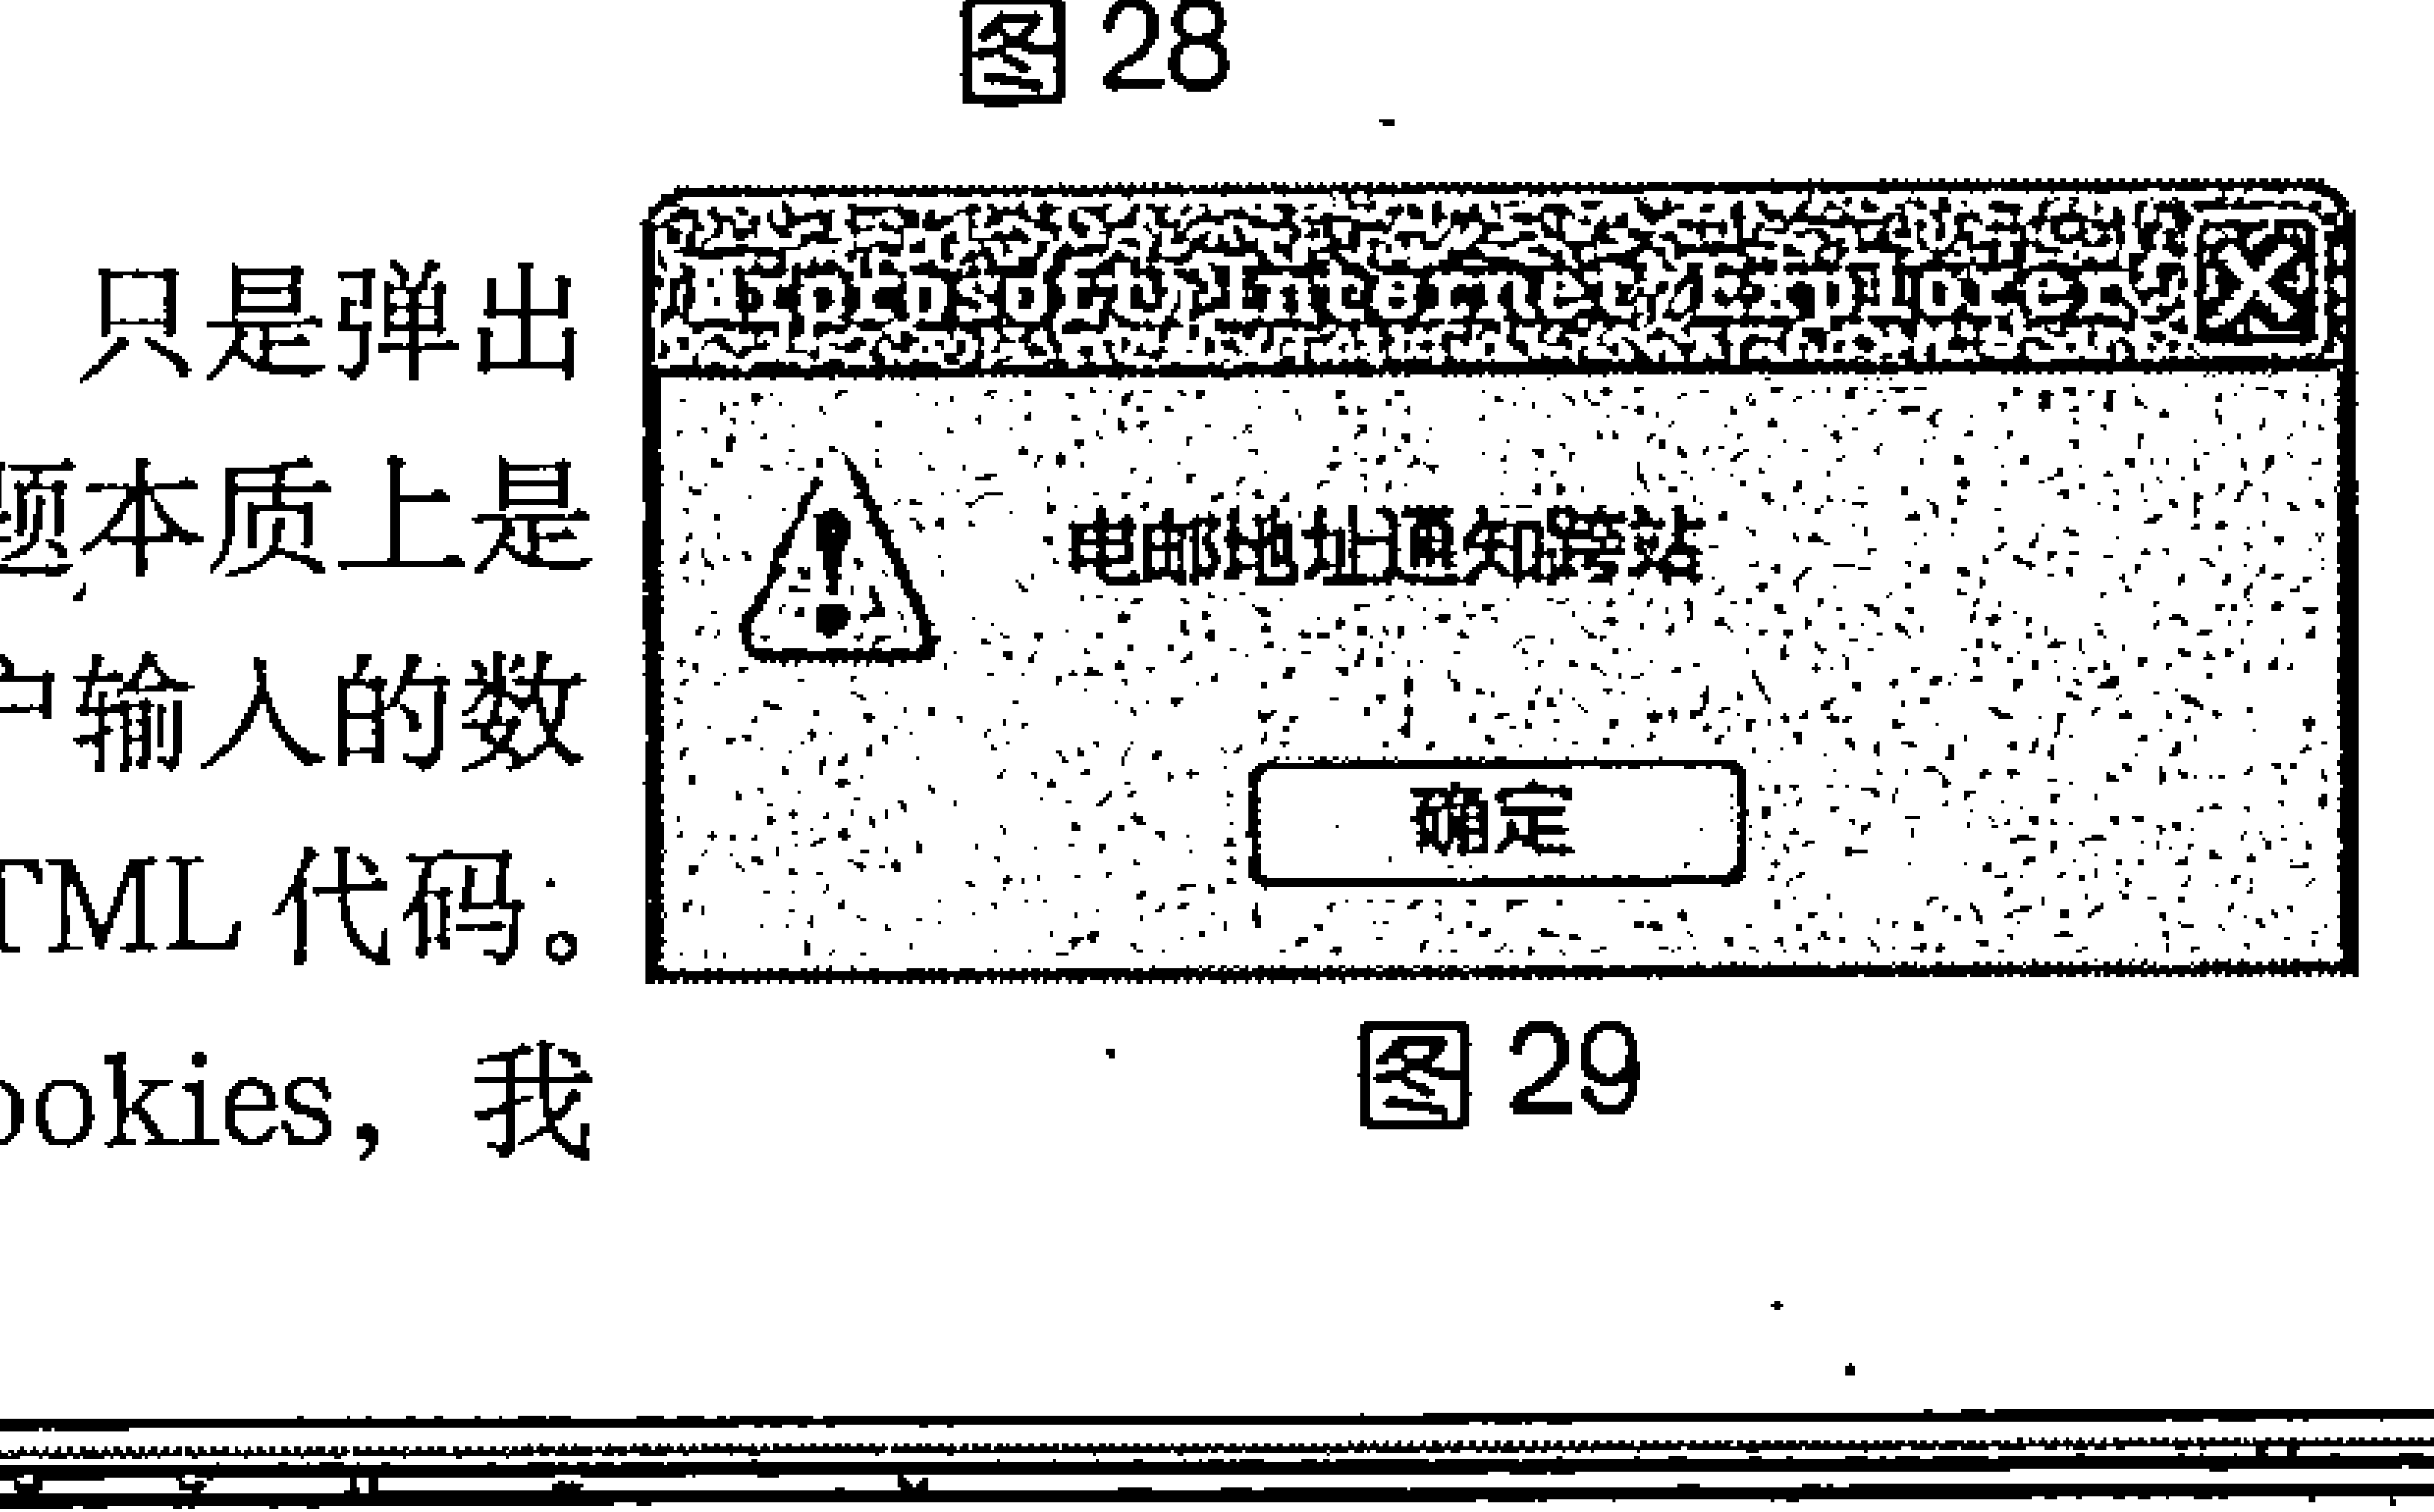 图 28
只是弹出
题本质上是
户输入的数
TML 代码。
ookies，我
Microsoft Internet Explorer
电邮地址通知跨站
确定
图 29